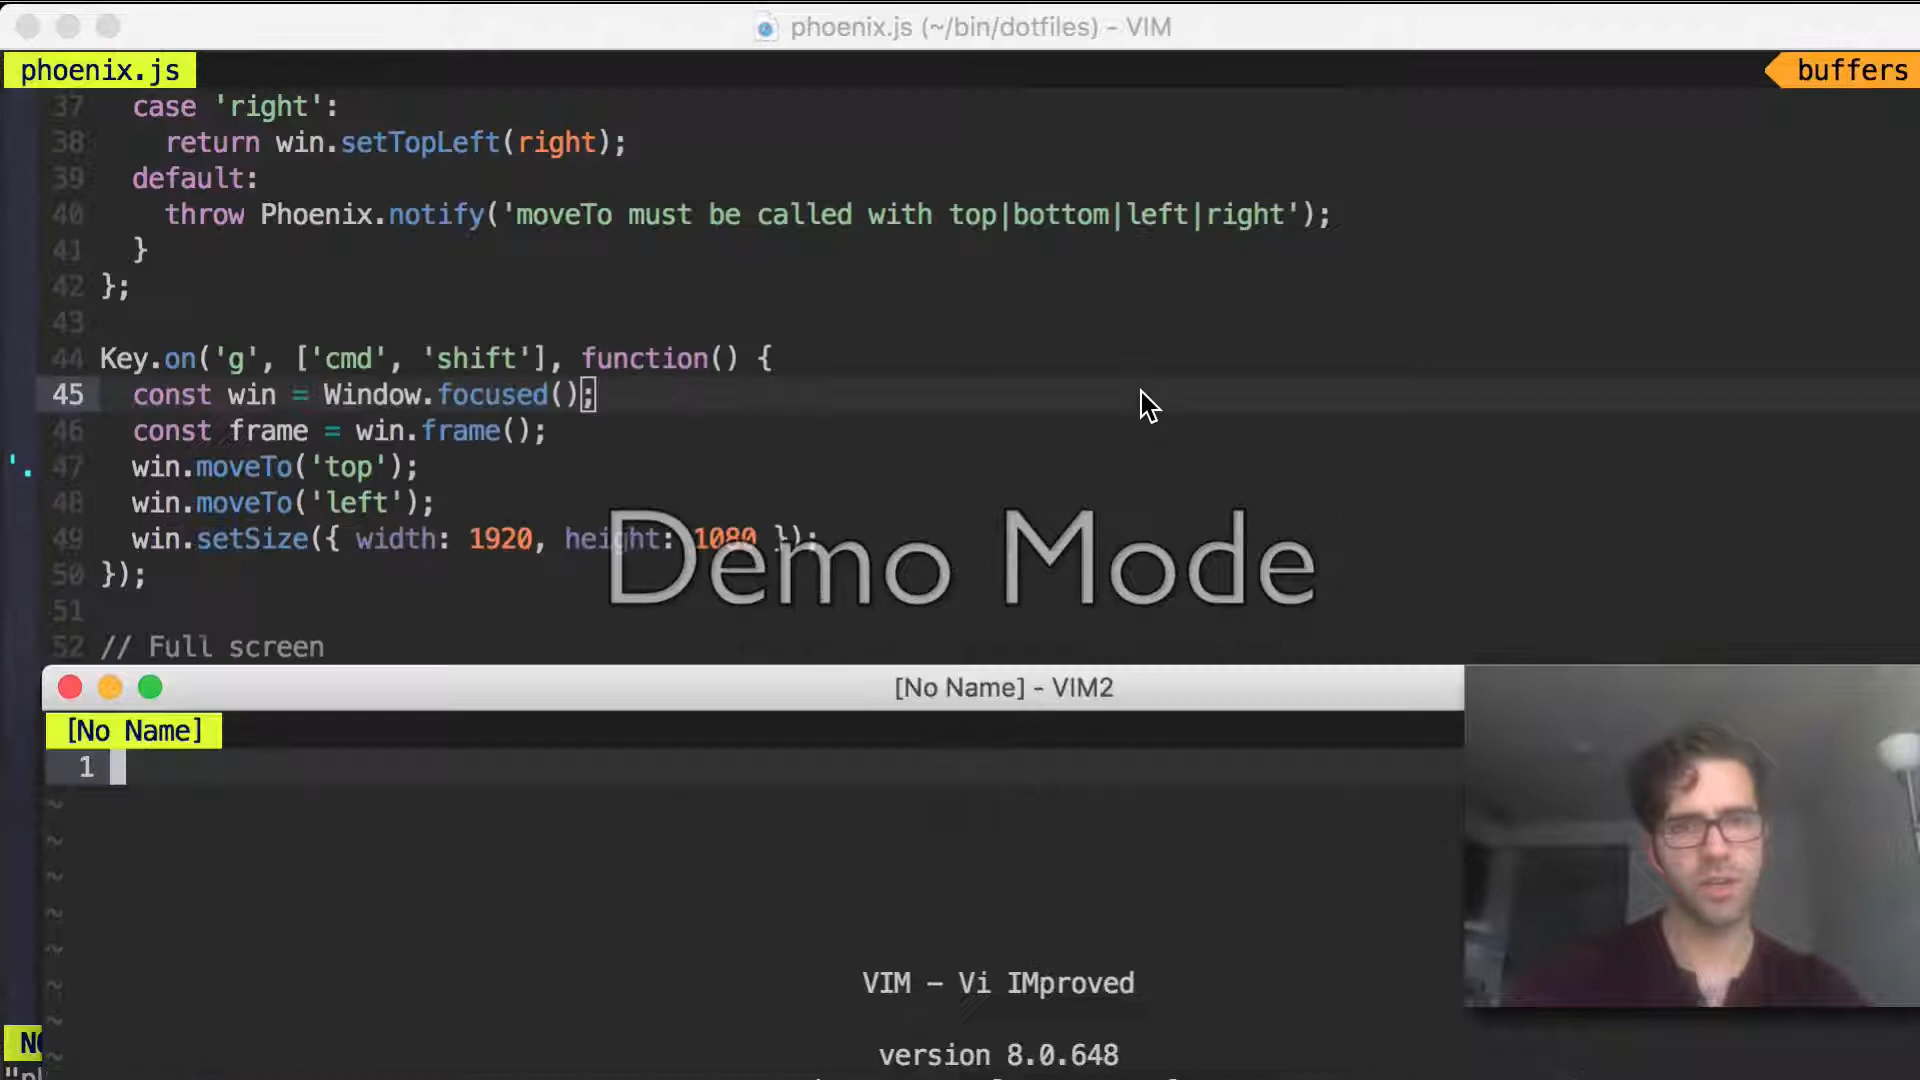 phoenix.js (~/bin/dotfiles) - VIM
phoenix.js
buffers
37 case 'right':
38 return win.setTopLeft(right);
39 default:
40 throw Phoenix.notify('moveTo must be called with top|bottom|left|right');
41 }
42 };
43
44 Key.on('g', ['cmd', 'shift'], function() {
45 const win = Window.focused();
46 const frame = win.frame();
'. 47 win.moveTo('top');
48 win.moveTo('left');
49 win.setSize({ width: 1920, height: 1080 });
50 });
51
52 // Full screen
Demo Mode
[No Name] - VIM2
[No Name]
1
~
~
~
~
~
~
VIM - Vi IMproved
~
NO
~
version 8.0.648